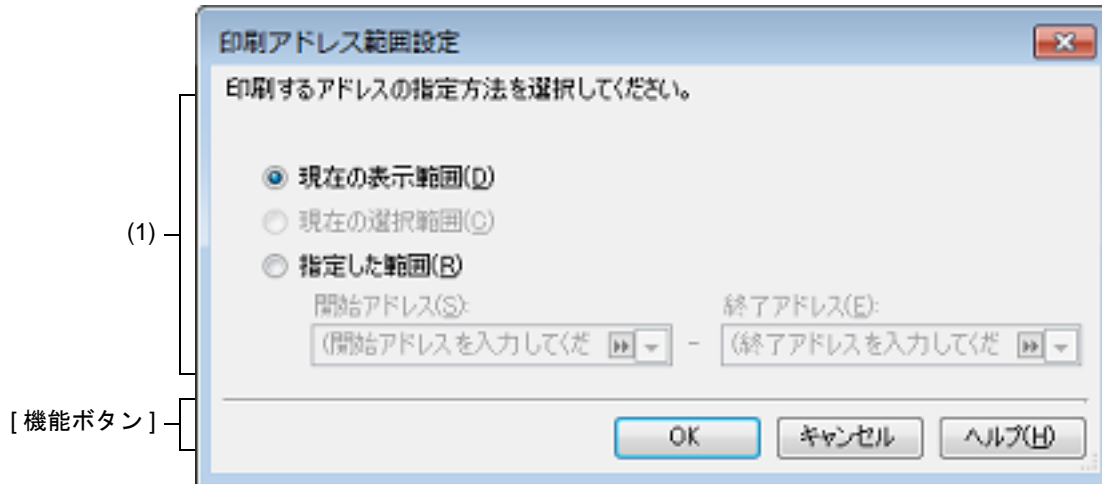 印刷アドレス範囲設定
印刷するアドレスの指定方法を選択してください。
現在の表示範囲(D)
(1)
現在の選択範囲(C)
指定した範囲(R)
開始アドレス(S): 終了アドレス(E):
(開始アドレスを入力してくだ - (終了アドレスを入力してくだ
[ 機能ボタン ]
OK キャンセル ヘルプ(H)